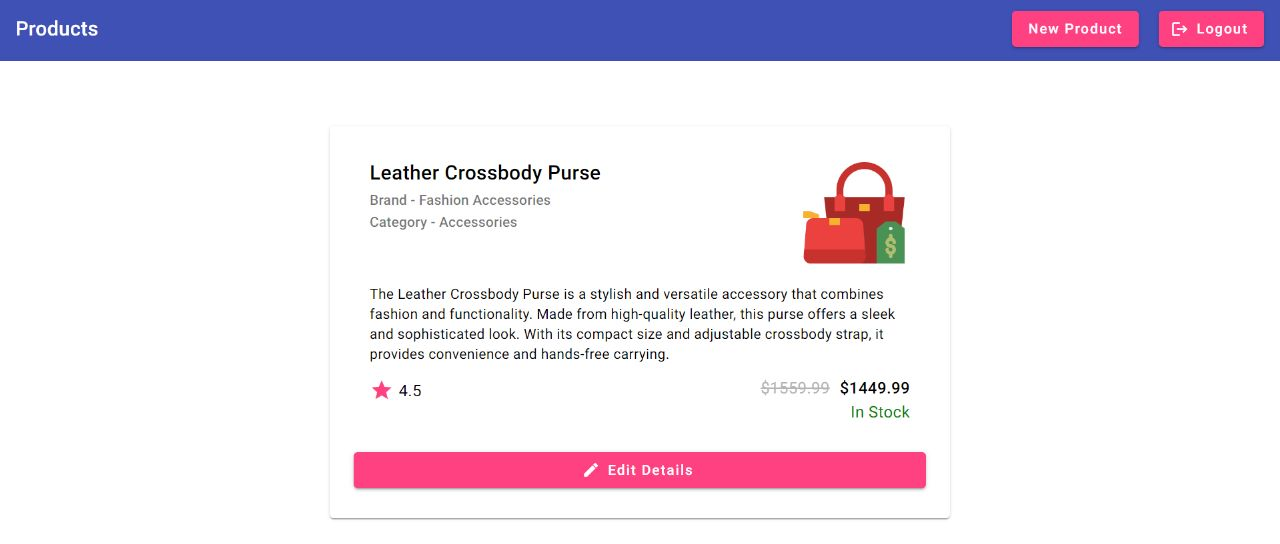 Products
New Product
Logout
Leather Crossbody Purse
Brand - Fashion Accessories
Category - Accessories
$
The Leather Crossbody Purse is a stylish and versatile accessory that combines
fashion and functionality. Made from high-quality leather, this purse offers a sleek
and sophisticated look. With its compact size and adjustable crossbody strap, it
provides convenience and hands-free carrying.
4.5
$1559.99 $1449.99
In Stock
Edit Details